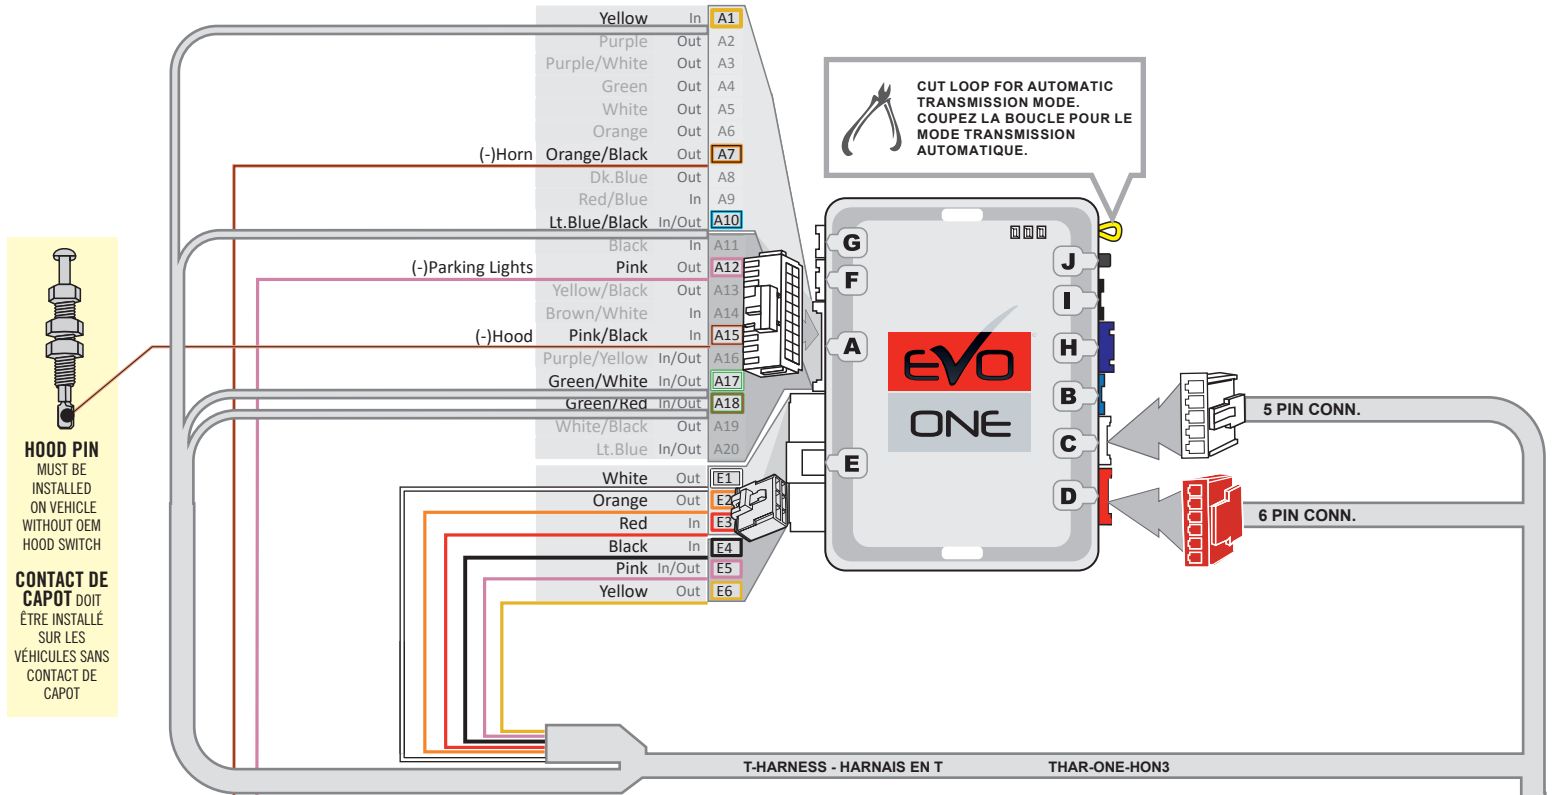 Yellow In A1
Purple Out A2
Purple/White Out A3
Green Out A4
White Out A5
Orange Out A6
(-)Horn Orange/Black Out A7
Dk.Blue Out A8
Red/Blue In A9
Lt.Blue/Black In/Out A10
Black In A11
(-)Parking Lights Pink Out A12
Yellow/Black Out A13
Brown/White In A14
(-)Hood Pink/Black In A15
Purple/Yellow In/Out A16
Green/White In/Out A17
Green/Red In/Out A18
White/Black Out A19
Lt.Blue In/Out A20
White Out E1
Orange Out E2
Red In E3
Black In E4
Pink In/Out E5
Yellow Out E6
HOOD PIN
MUST BE
INSTALLED
ON VEHICLE
WITHOUT OEM
HOOD SWITCH
CONTACT DE
CAPOT DOIT
ÊTRE INSTALLÉ
SUR LES
VÉHICULES SANS
CONTACT DE
CAPOT
CUT LOOP FOR AUTOMATIC
TRANSMISSION MODE.
COUPEZ LA BOUCLE POUR LE
MODE TRANSMISSION
AUTOMATIQUE.
G
F
A
E
J
I
H
B
C
D
EVO
ONE
5 PIN CONN.
6 PIN CONN.
T-HARNESS - HARNAIS EN T THAR-ONE-HON3